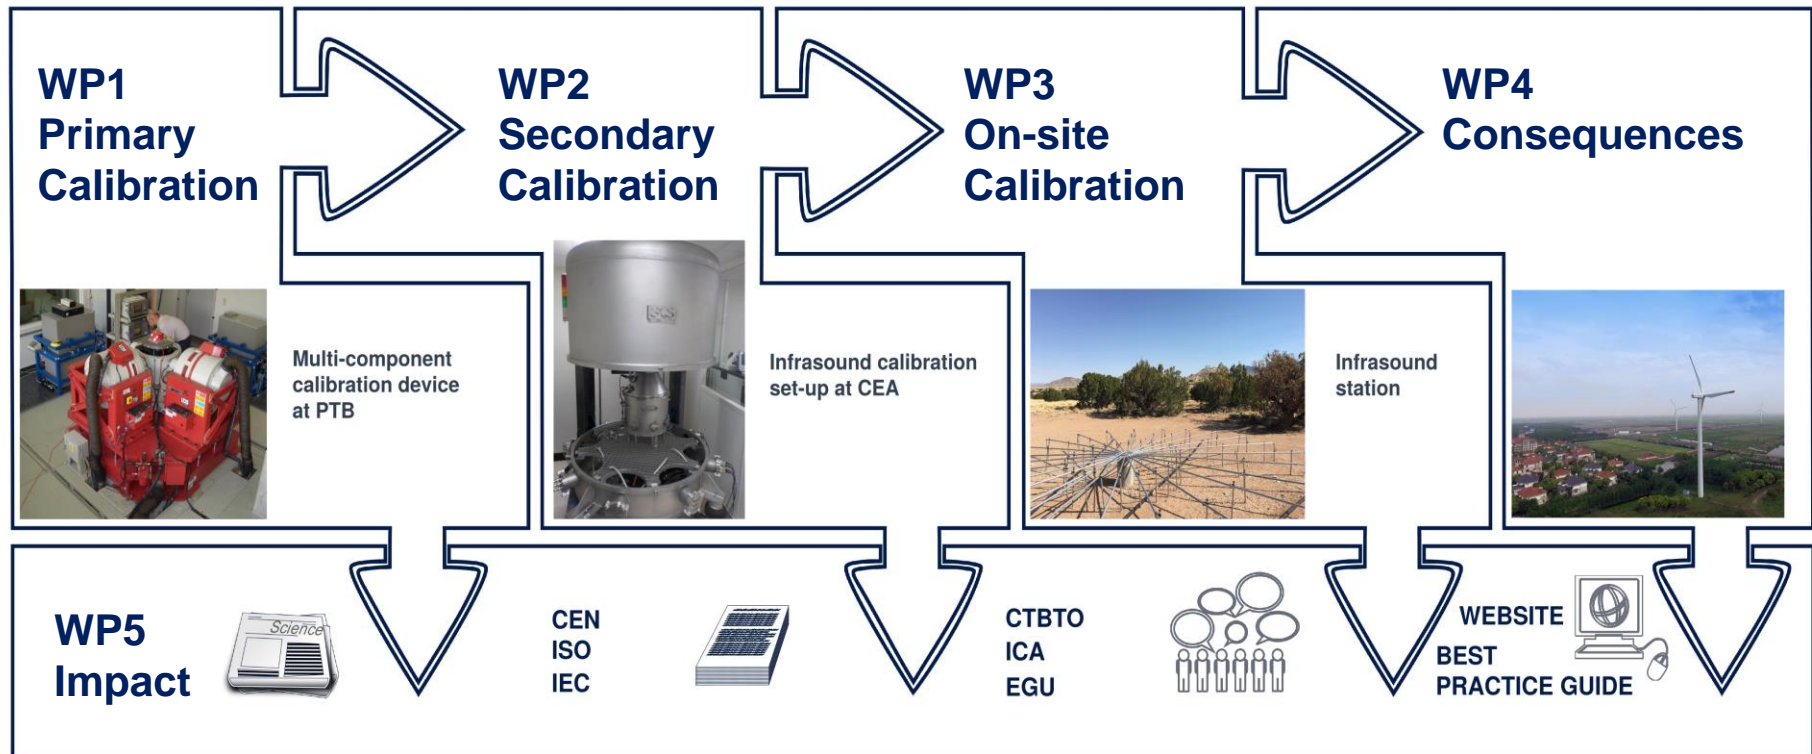 WP1
Primary
Calibration
WP2
Secondary
Calibration
WP3
On-site
Calibration
WP4
Consequences
Multi-component
calibration device
at PTB
Infrasound calibration
set-up at CEA
Infrasound
station
WP5
Impact
Science
CEN
ISO
IEC
CTBTO
ICA
EGU
WEBSITE
BEST
PRACTICE GUIDE